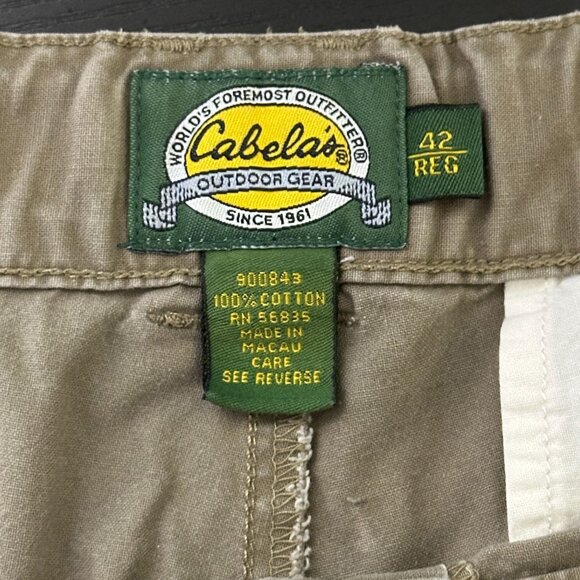 WORLD'S FOREMOST OUTFITTER®
Cabela's®
OUTDOOR GEAR
SINCE 1961
42
REG
900843
100% COTTON
RN 56835
MADE IN
MACAU
CARE
SEE REVERSE